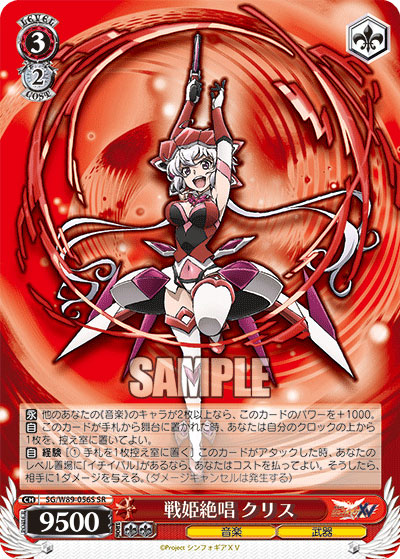 LEVEL
3
2
COST
SAMPLE
永 他のあなたの《音楽》のキャラが2枚以上なら、このカードのパワーを+1000。
自 このカードが手札から舞台に置かれた時、あなたは自分のクロックの上から
1枚を、控え室に置いてよい。
自 経験 [① 手札を1枚控え室に置く] このカードがアタックした時、あなたの
レベル置場に「イチイバル」があるなら、あなたはコストを払ってよい。そうしたら、
相手に1ダメージを与える。(ダメージキャンセルは発生する)
CH SG/W89-056S SR
戦姫絶唱 クリス
XV
9500
音楽
武器
©Project シンフォギアXV